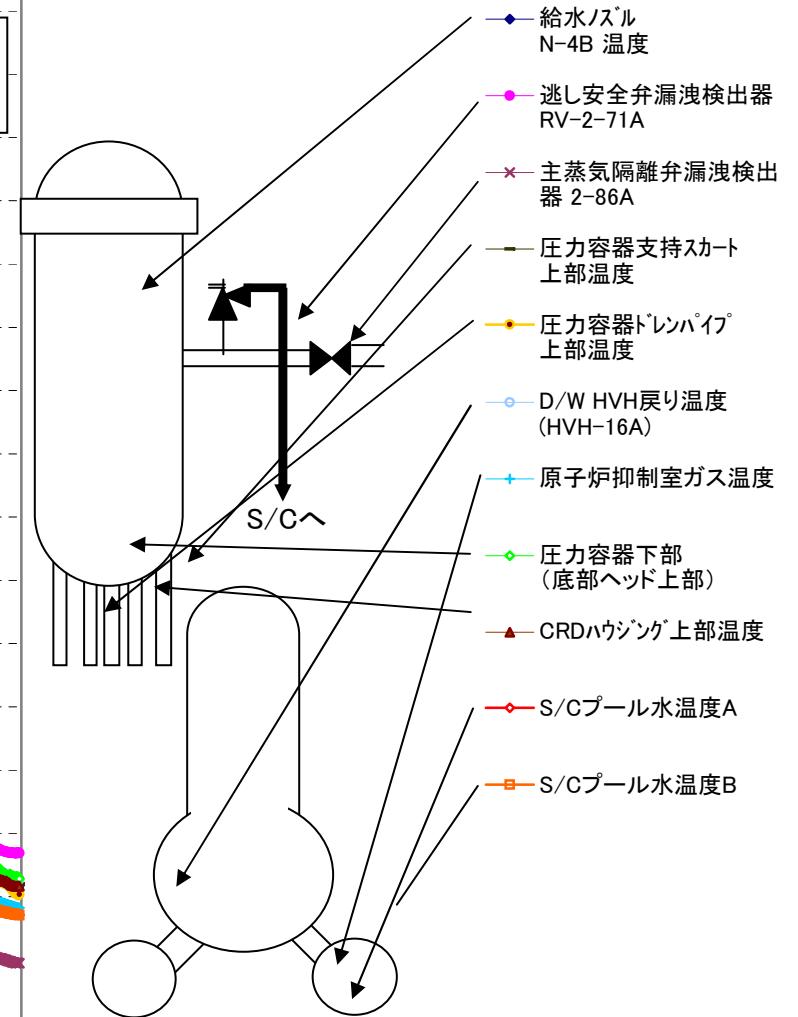 給水ﾉｽﾞﾙ
N-4B 温度
逃し安全弁漏洩検出器
RV-2-71A
主蒸気隔離弁漏洩検出
器 2-86A
圧力容器支持ｽｶｰﾄ
上部温度
圧力容器ﾄﾞﾚﾝﾊﾟｲﾌﾟ
上部温度
D/W HVH戻り温度
(HVH-16A)
原子炉抑制室ガス温度
S/Cへ
圧力容器下部
（底部ヘッド上部）
CRDﾊｳｼﾞﾝｸﾞ上部温度
S/Cプール水温度A
S/Cプール水温度B